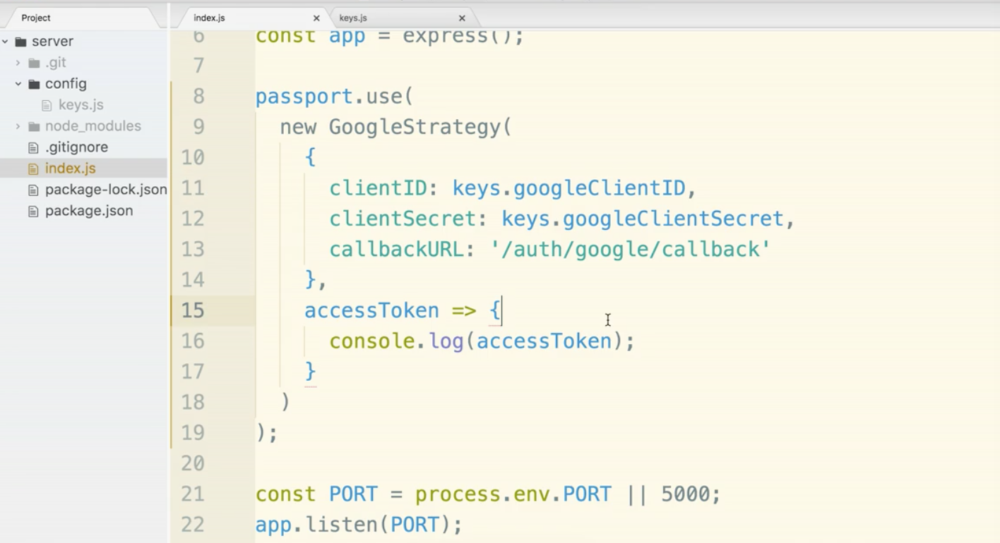 Project
index.js
keys.js
server
.git
config
keys.js
node_modules
.gitignore
index.js
package-lock.json
package.json
6 const app = express();
7
8 passport.use(
9 new GoogleStrategy(
10 {
11 clientID: keys.googleClientID,
12 clientSecret: keys.googleClientSecret,
13 callbackURL: '/auth/google/callback'
14 },
15 accessToken => {
16 console.log(accessToken);
17 }
18 )
19 );
20
21 const PORT = process.env.PORT || 5000;
22 app.listen(PORT);